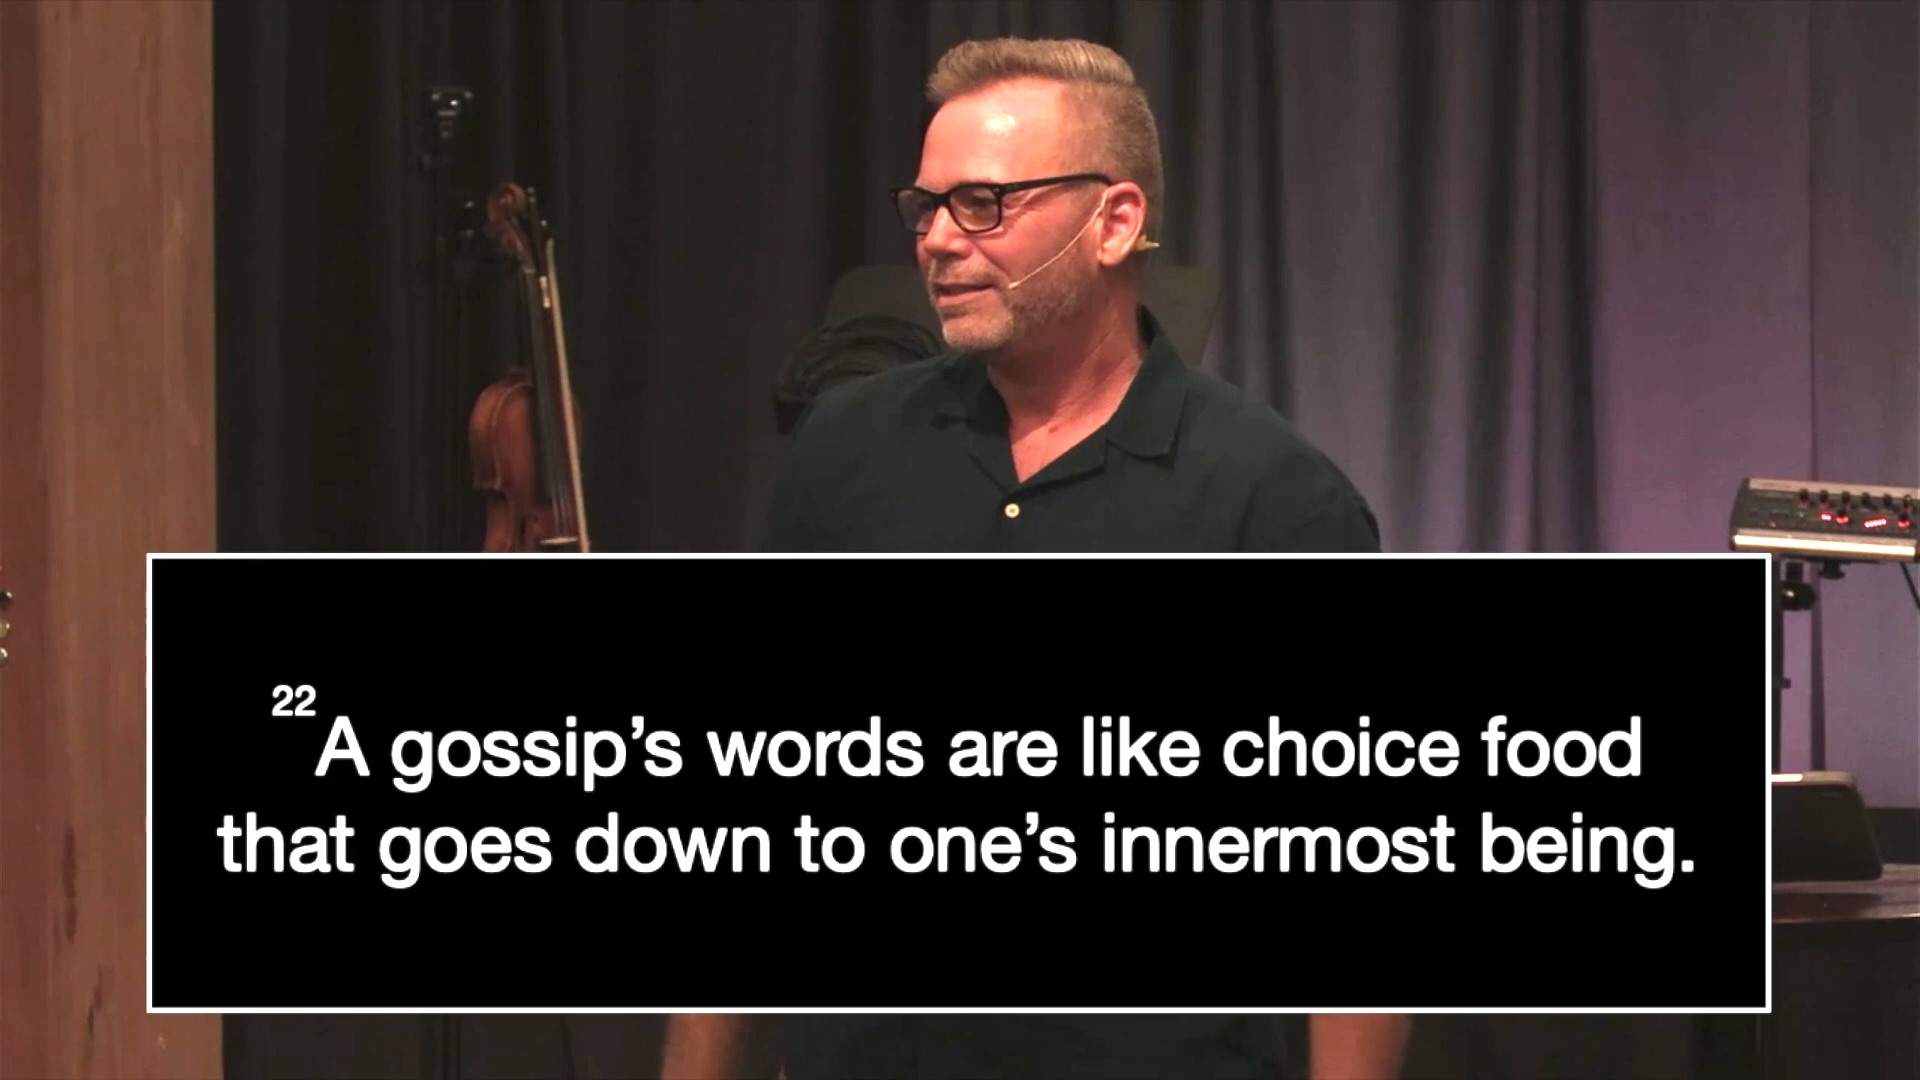 22 A gossip’s words are like choice food
that goes down to one’s innermost being.